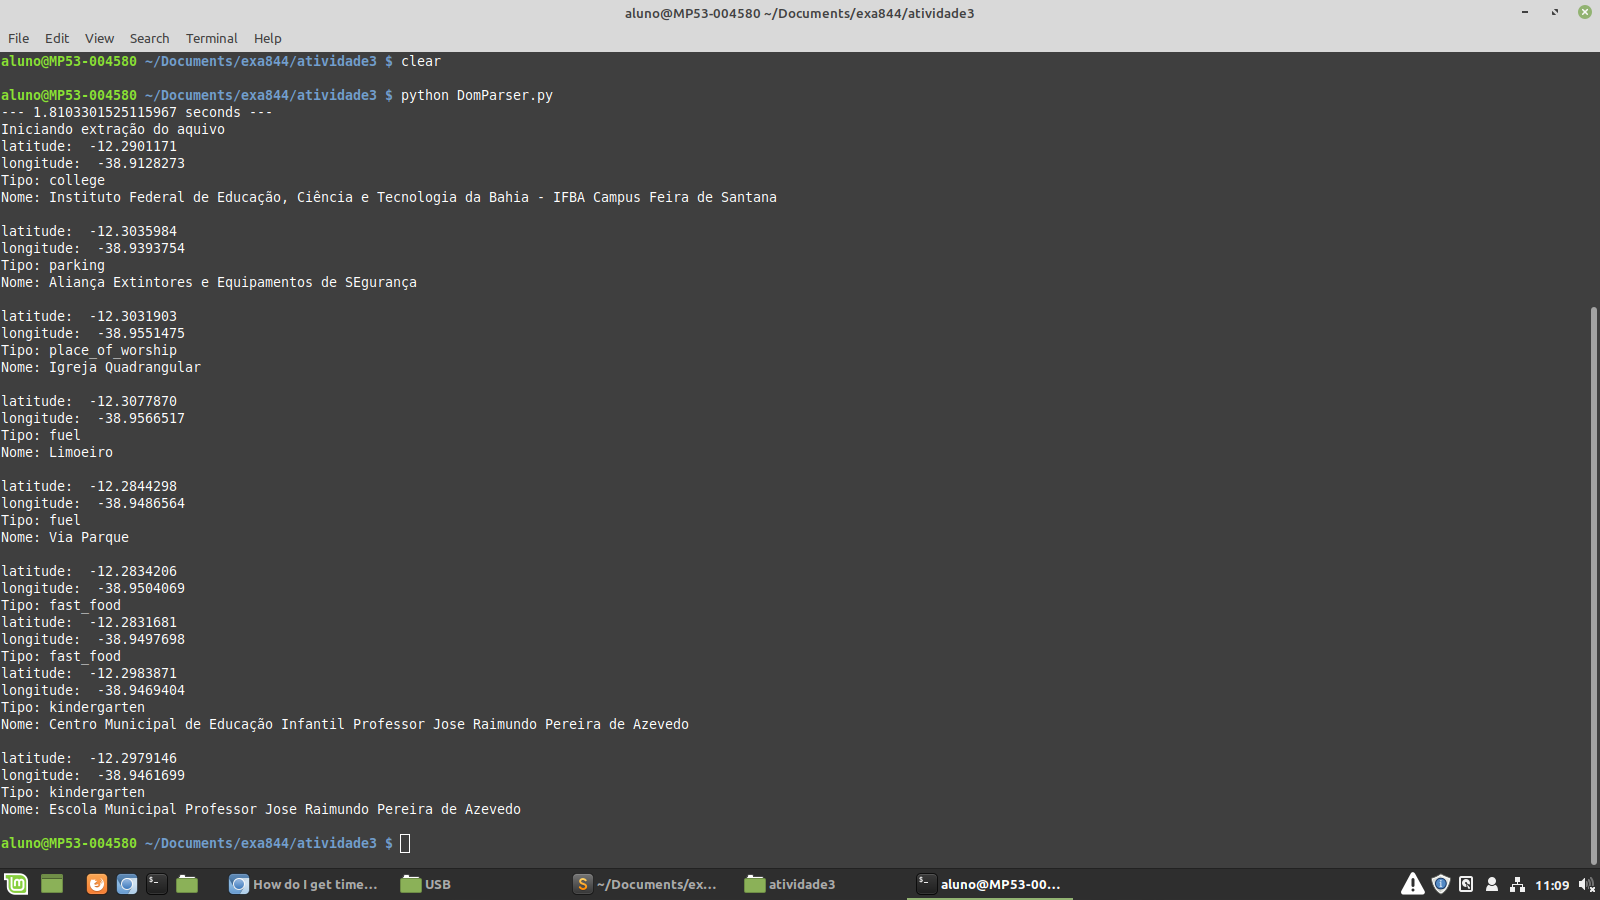 aluno@MP53-004580 ~/Documents/exa844/atividade3
File Edit View Search Terminal Help
aluno@MP53-004580 ~/Documents/exa844/atividade3 $ clear
aluno@MP53-004580 ~/Documents/exa844/atividade3 $ python DomParser.py
--- 1.8103301525115967 seconds ---
Iniciando extração do aquivo
latitude:  -12.2901171
longitude:  -38.9128273
Tipo: college
Nome: Instituto Federal de Educação, Ciência e Tecnologia da Bahia - IFBA Campus Feira de Santana
latitude:  -12.3035984
longitude:  -38.9393754
Tipo: parking
Nome: Aliança Extintores e Equipamentos de SEgurança
latitude:  -12.3031903
longitude:  -38.9551475
Tipo: place_of_worship
Nome: Igreja Quadrangular
latitude:  -12.3077870
longitude:  -38.9566517
Tipo: fuel
Nome: Limoeiro
latitude:  -12.2844298
longitude:  -38.9486564
Tipo: fuel
Nome: Via Parque
latitude:  -12.2834206
longitude:  -38.9504069
Tipo: fast_food
latitude:  -12.2831681
longitude:  -38.9497698
Tipo: fast_food
latitude:  -12.2983871
longitude:  -38.9469404
Tipo: kindergarten
Nome: Centro Municipal de Educação Infantil Professor Jose Raimundo Pereira de Azevedo
latitude:  -12.2979146
longitude:  -38.9461699
Tipo: kindergarten
Nome: Escola Municipal Professor Jose Raimundo Pereira de Azevedo
aluno@MP53-004580 ~/Documents/exa844/atividade3 $
How do I get time... USB ~/Documents/ex... atividade3 aluno@MP53-00... 11:09